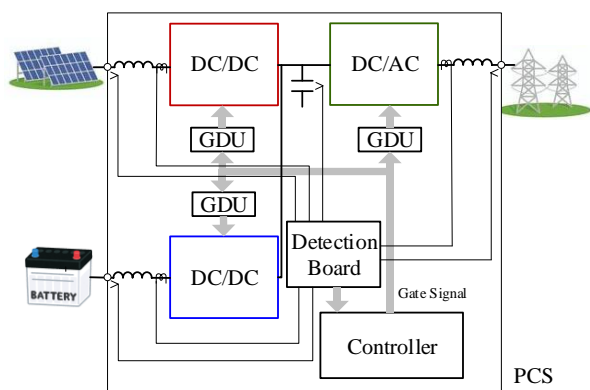 DC/DC
DC/AC
GDU
GDU
GDU
Detection
Board
DC/DC
BATTERY
Gate Signal
Controller
PCS